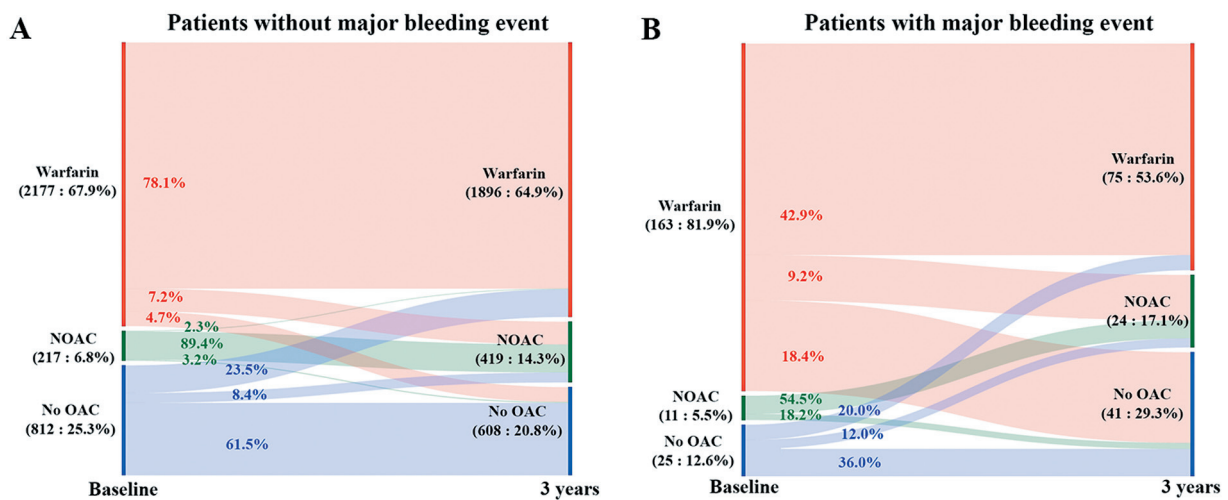 A
Patients without major bleeding event
Warfarin
(2177 : 67.9%)
78.1%
Warfarin
(1896 : 64.9%)
7.2%
4.7%
2.3%
NOAC
(217 : 6.8%)
89.4%
3.2%
NOAC
(419 : 14.3%)
23.5%
8.4%
No OAC
(812 : 25.3%)
61.5%
No OAC
(608 : 20.8%)
Baseline
3 years
B
Patients with major bleeding event
Warfarin
(163 : 81.9%)
42.9%
Warfarin
(75 : 53.6%)
9.2%
NOAC
(24 : 17.1%)
18.4%
NOAC
(11 : 5.5%)
54.5%
18.2%
20.0%
No OAC
(41 : 29.3%)
12.0%
No OAC
(25 : 12.6%)
36.0%
Baseline
3 years